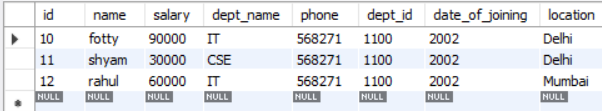 id name salary dept_name phone dept_id date_of_joining location
10 fotty 90000 IT 568271 1100 2002 Delhi
11 shyam 30000 CSE 568271 1100 2002 Delhi
12 rahul 60000 IT 568271 1100 2002 Mumbai
NULL NULL NULL NULL NULL NULL NULL NULL